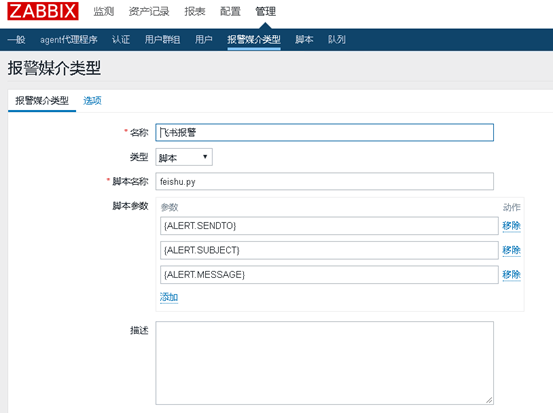 ZABBIX 监测 资产记录 报表 配置 管理
一般 agent代理程序 认证 用户群组 用户 报警媒介类型 脚本 队列
报警媒介类型
报警媒介类型 选项
* 名称 飞书报警
类型 脚本
* 脚本名称 feishu.py
脚本参数 参数 动作
{ALERT.SENDTO} 移除
{ALERT.SUBJECT} 移除
{ALERT.MESSAGE} 移除
添加
描述